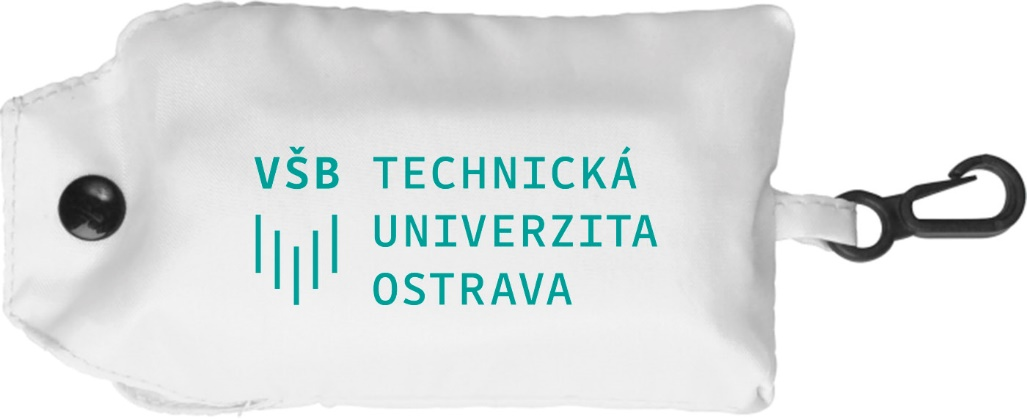 VŠB TECHNICKÁ
UNIVERZITA
OSTRAVA